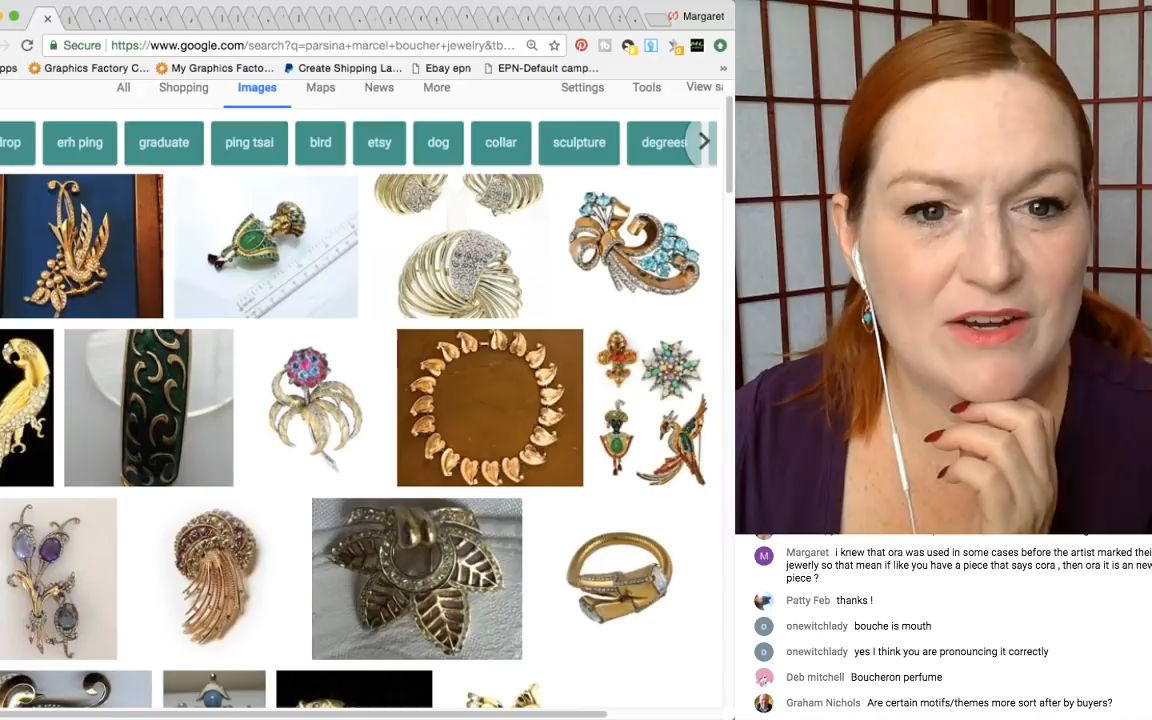 Margaret
Secure https://www.google.com/search?q=parsina+marcel+boucher+jewelry&tb...
Graphics Factory C... My Graphics Facto... Create Shipping La... Ebay epn EPN-Default camp... »
All Shopping Images Maps News More Settings Tools View sa
drop erh ping graduate ping tsai bird etsy dog collar sculpture degrees
Margaret i knew that ora was used in some cases before the artist marked thei
jewerly so that mean if like you have a piece that says cora , then ora it is an new
piece ?
Patty Feb thanks !
onewitchlady bouche is mouth
onewitchlady yes I think you are pronouncing it correctly
Deb mitchell Boucheron perfume
Graham Nichols Are certain motifs/themes more sort after by buyers?